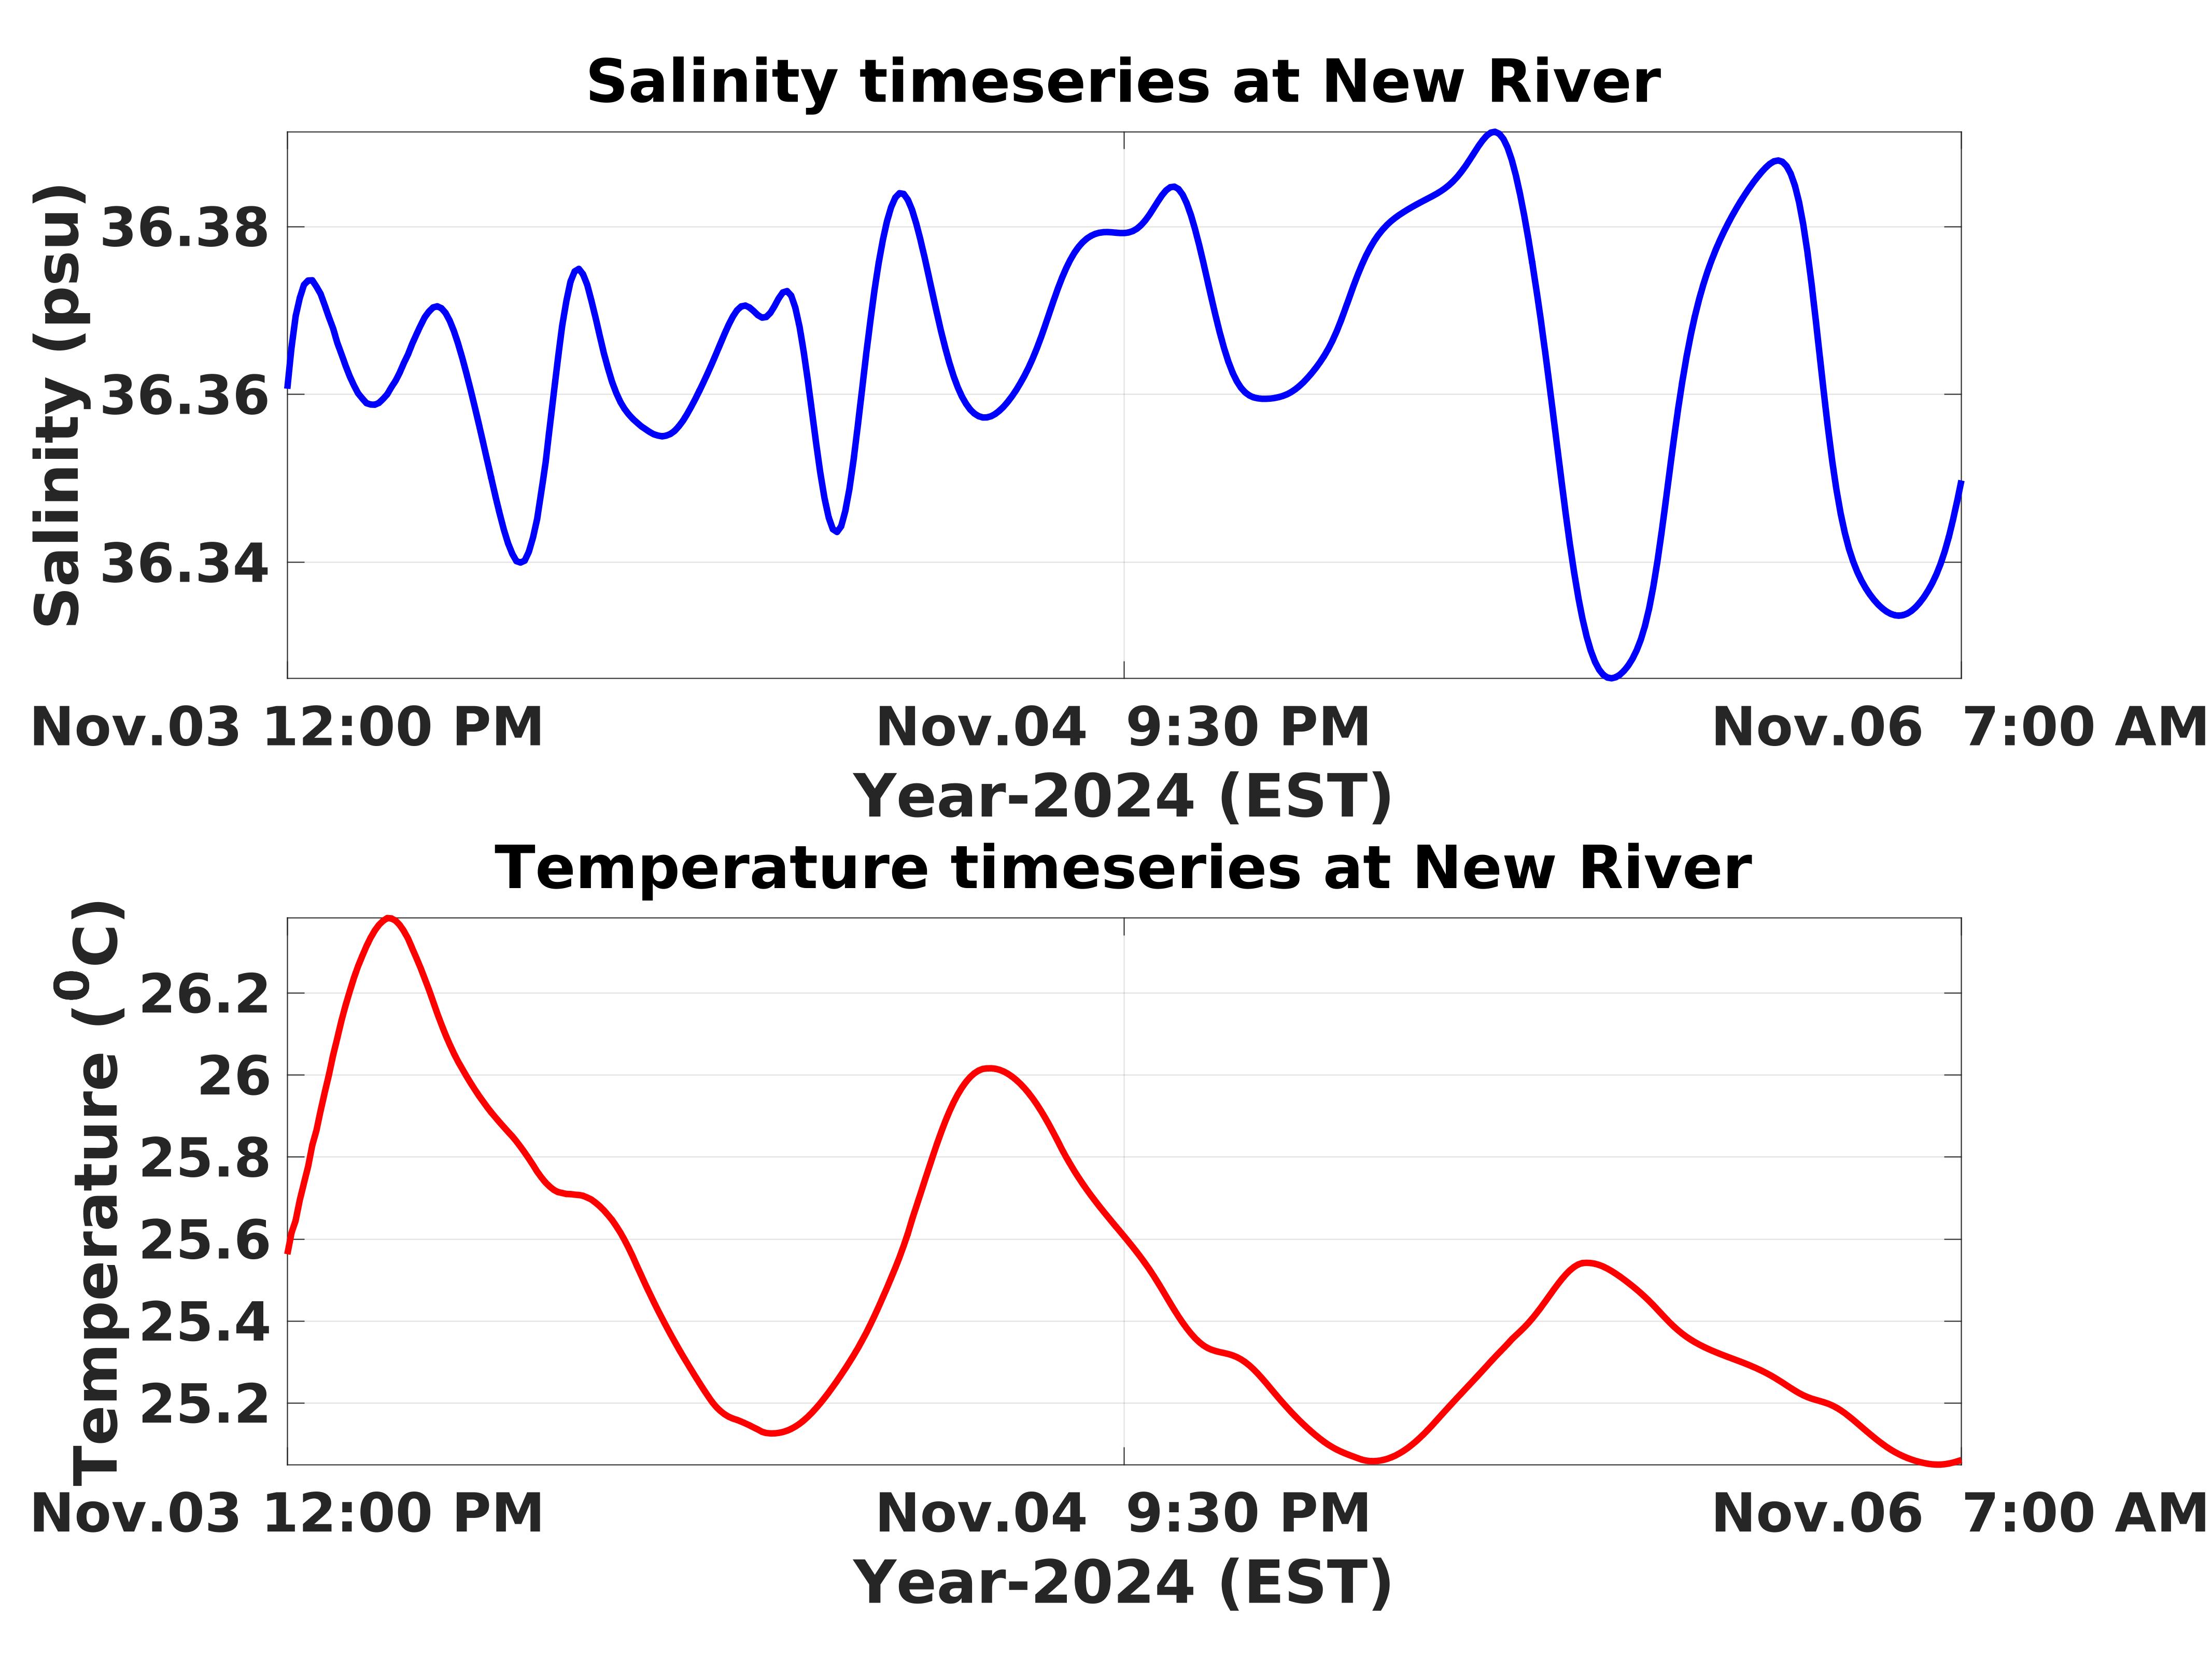 Salinity timeseries at New River
Salinity (psu)
36.38
36.36
36.34
Nov.03 12:00 PM Nov.04 9:30 PM Nov.06 7:00 AM
Year-2024 (EST)
Temperature timeseries at New River
Temperature (⁰C)
26.2
26
25.8
25.6
25.4
25.2
Nov.03 12:00 PM Nov.04 9:30 PM Nov.06 7:00 AM
Year-2024 (EST)